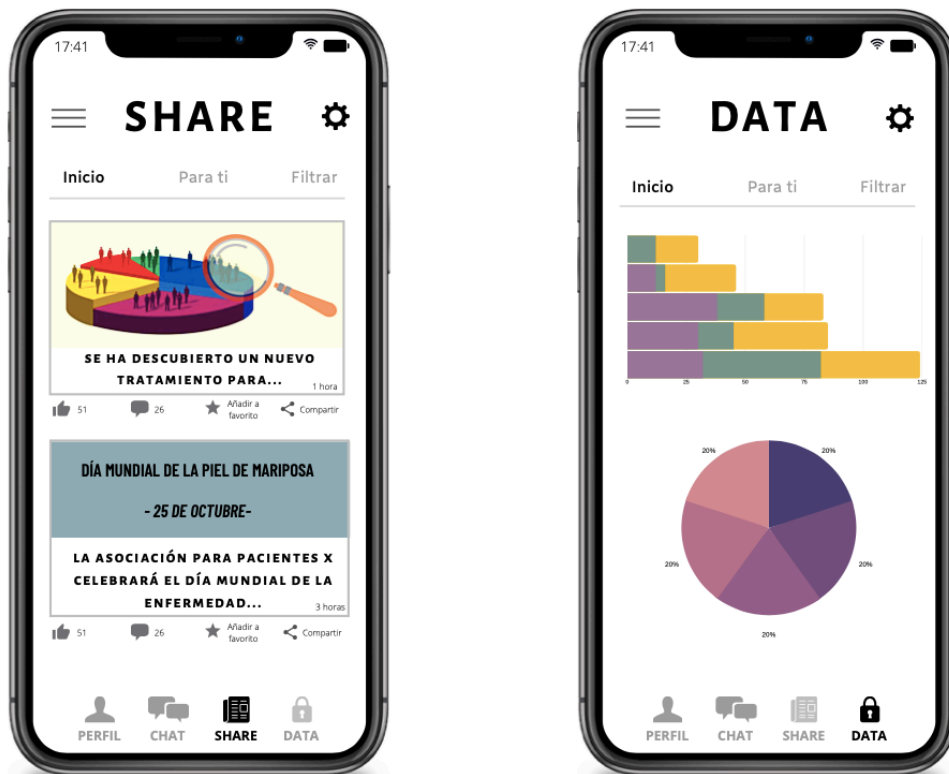 17:41
SHARE
Inicio Para ti Filtrar
SE HA DESCUBIERTO UN NUEVO
TRATAMIENTO PARA...
1 hora
51 26 Añadir a
favorito Compartir
DÍA MUNDIAL DE LA PIEL DE MARIPOSA
- 25 DE OCTUBRE-
LA ASOCIACIÓN PARA PACIENTES X
CELEBRARÁ EL DÍA MUNDIAL DE LA
ENFERMEDAD...
3 horas
51 26 Añadir a
favorito Compartir
PERFIL CHAT SHARE DATA
17:41
DATA
Inicio Para ti Filtrar
0 25 50 75 100 125
20% 20%
20% 20%
20%
PERFIL CHAT SHARE DATA